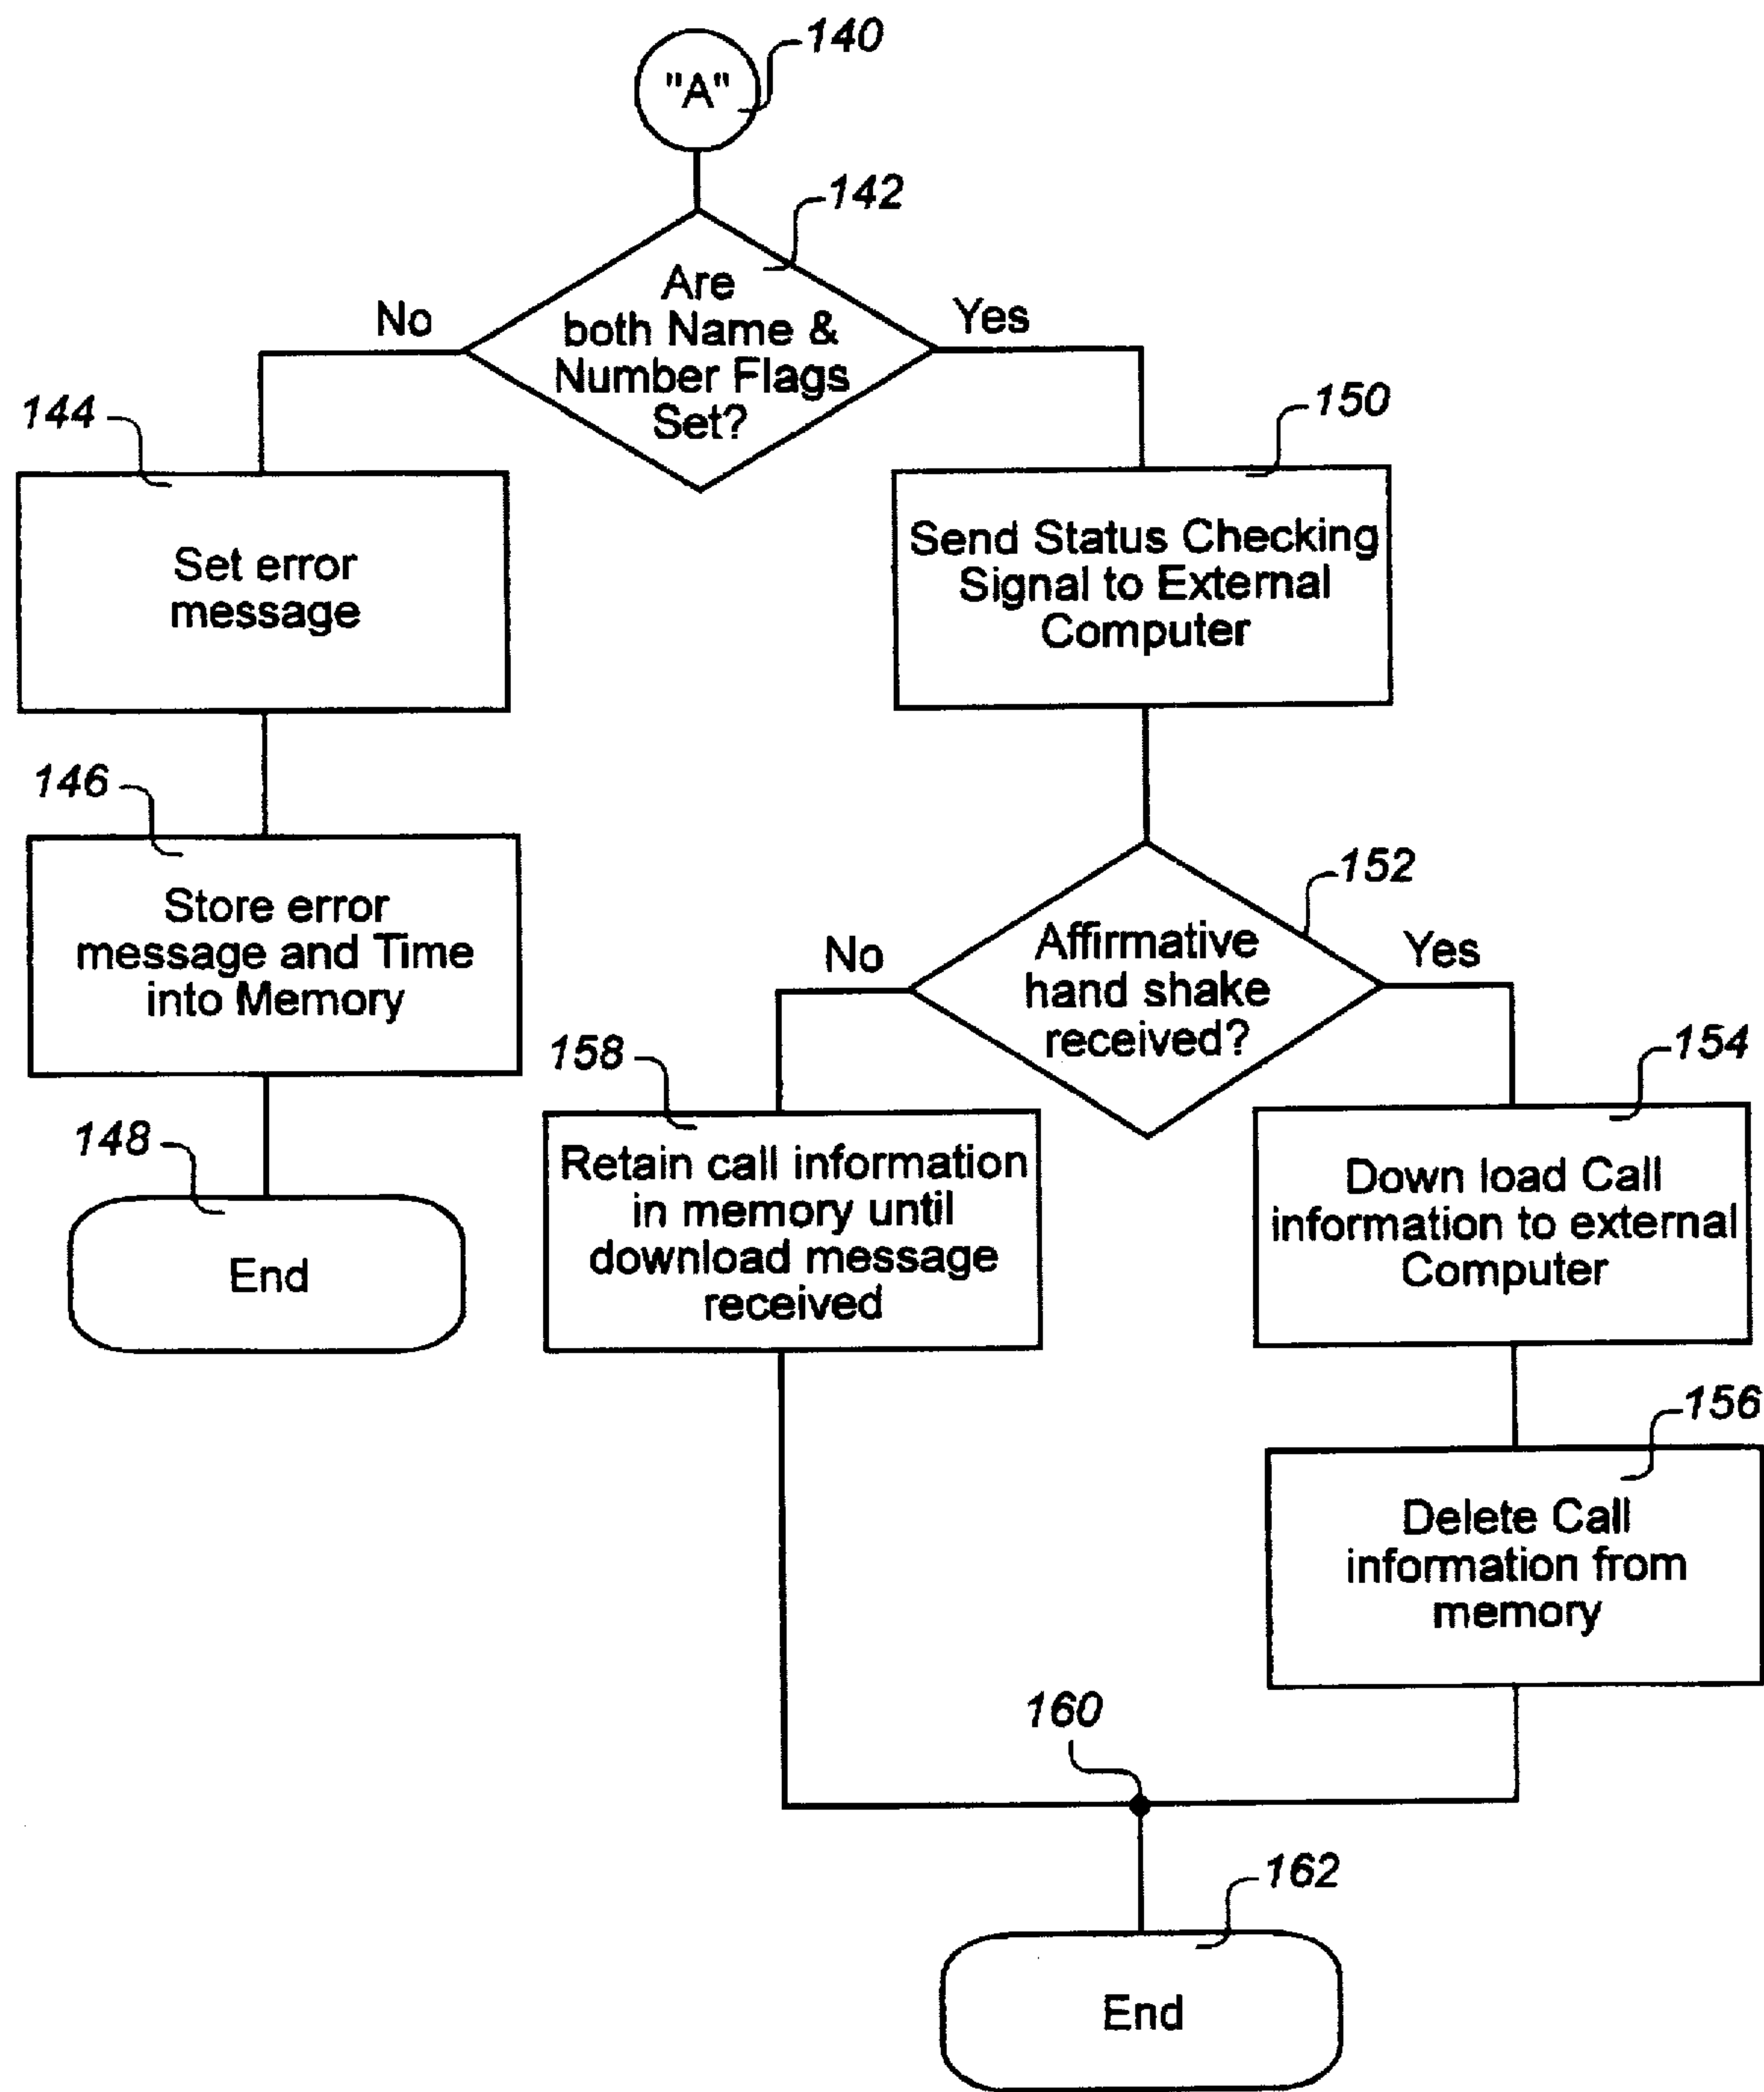 140
"A"
142
Are
both Name &
Number Flags
Set?
No
Yes
144
Set error
message
150
Send Status Checking
Signal to External
Computer
146
Store error
message and Time
into Memory
152
Affirmative
hand shake
received?
No
Yes
148
End
158
Retain call information
in memory until
download message
received
154
Down load Call
information to external
Computer
156
Delete Call
information from
memory
160
162
End